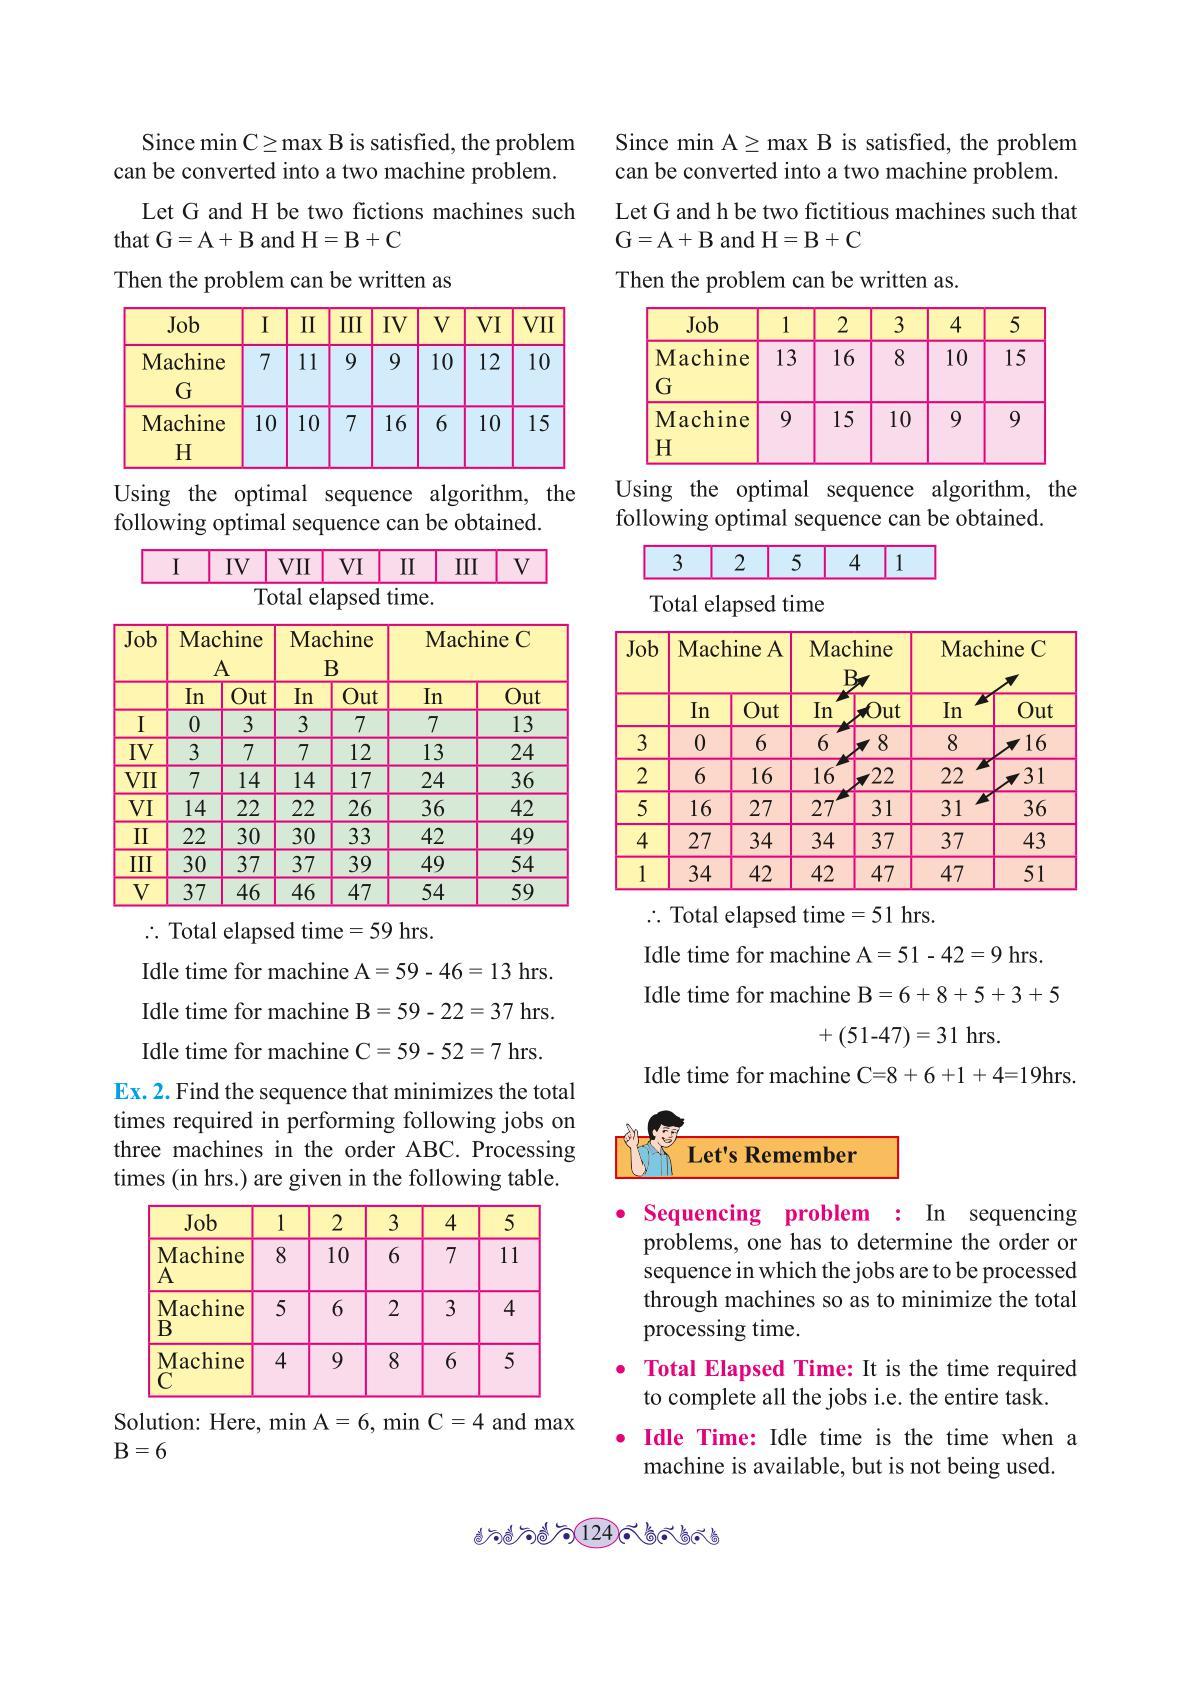 Since min C ≥ max B is satisfied, the problem
can be converted into a two machine problem.
Let G and H be two fictions machines such
that G = A + B and H = B + C
Then the problem can be written as
Job I II III IV V VI VII
Machine
G 7 11 9 9 10 12 10
Machine
H 10 10 7 16 6 10 15
Using the optimal sequence algorithm, the
following optimal sequence can be obtained.
I IV VII VI II III V
Total elapsed time.
Job Machine
A Machine
B Machine C
In Out In Out In Out
I 0 3 3 7 7 13
IV 3 7 7 12 13 24
VII 7 14 14 17 24 36
VI 14 22 22 26 36 42
II 22 30 30 33 42 49
III 30 37 37 39 49 54
V 37 46 46 47 54 59
∴ Total elapsed time = 59 hrs.
Idle time for machine A = 59 - 46 = 13 hrs.
Idle time for machine B = 59 - 22 = 37 hrs.
Idle time for machine C = 59 - 52 = 7 hrs.
Ex. 2. Find the sequence that minimizes the total
times required in performing following jobs on
three machines in the order ABC. Processing
times (in hrs.) are given in the following table.
Job 1 2 3 4 5
Machine
A 8 10 6 7 11
Machine
B 5 6 2 3 4
Machine
C 4 9 8 6 5
Solution: Here, min A = 6, min C = 4 and max
B = 6
Since min A ≥ max B is satisfied, the problem
can be converted into a two machine problem.
Let G and h be two fictitious machines such that
G = A + B and H = B + C
Then the problem can be written as.
Job 1 2 3 4 5
Machine
G 13 16 8 10 15
Machine
H 9 15 10 9 9
Using the optimal sequence algorithm, the
following optimal sequence can be obtained.
3 2 5 4 1
Total elapsed time
Job Machine A Machine
B Machine C
In Out In Out In Out
3 0 6 6 8 8 16
2 6 16 16 22 22 31
5 16 27 27 31 31 36
4 27 34 34 37 37 43
1 34 42 42 47 47 51
∴ Total elapsed time = 51 hrs.
Idle time for machine A = 51 - 42 = 9 hrs.
Idle time for machine B = 6 + 8 + 5 + 3 + 5
+ (51-47) = 31 hrs.
Idle time for machine C=8 + 6 +1 + 4=19hrs.
Let's Remember
• Sequencing problem : In sequencing
problems, one has to determine the order or
sequence in which the jobs are to be processed
through machines so as to minimize the total
processing time.
• Total Elapsed Time: It is the time required
to complete all the jobs i.e. the entire task.
• Idle Time: Idle time is the time when a
machine is available, but is not being used.
124